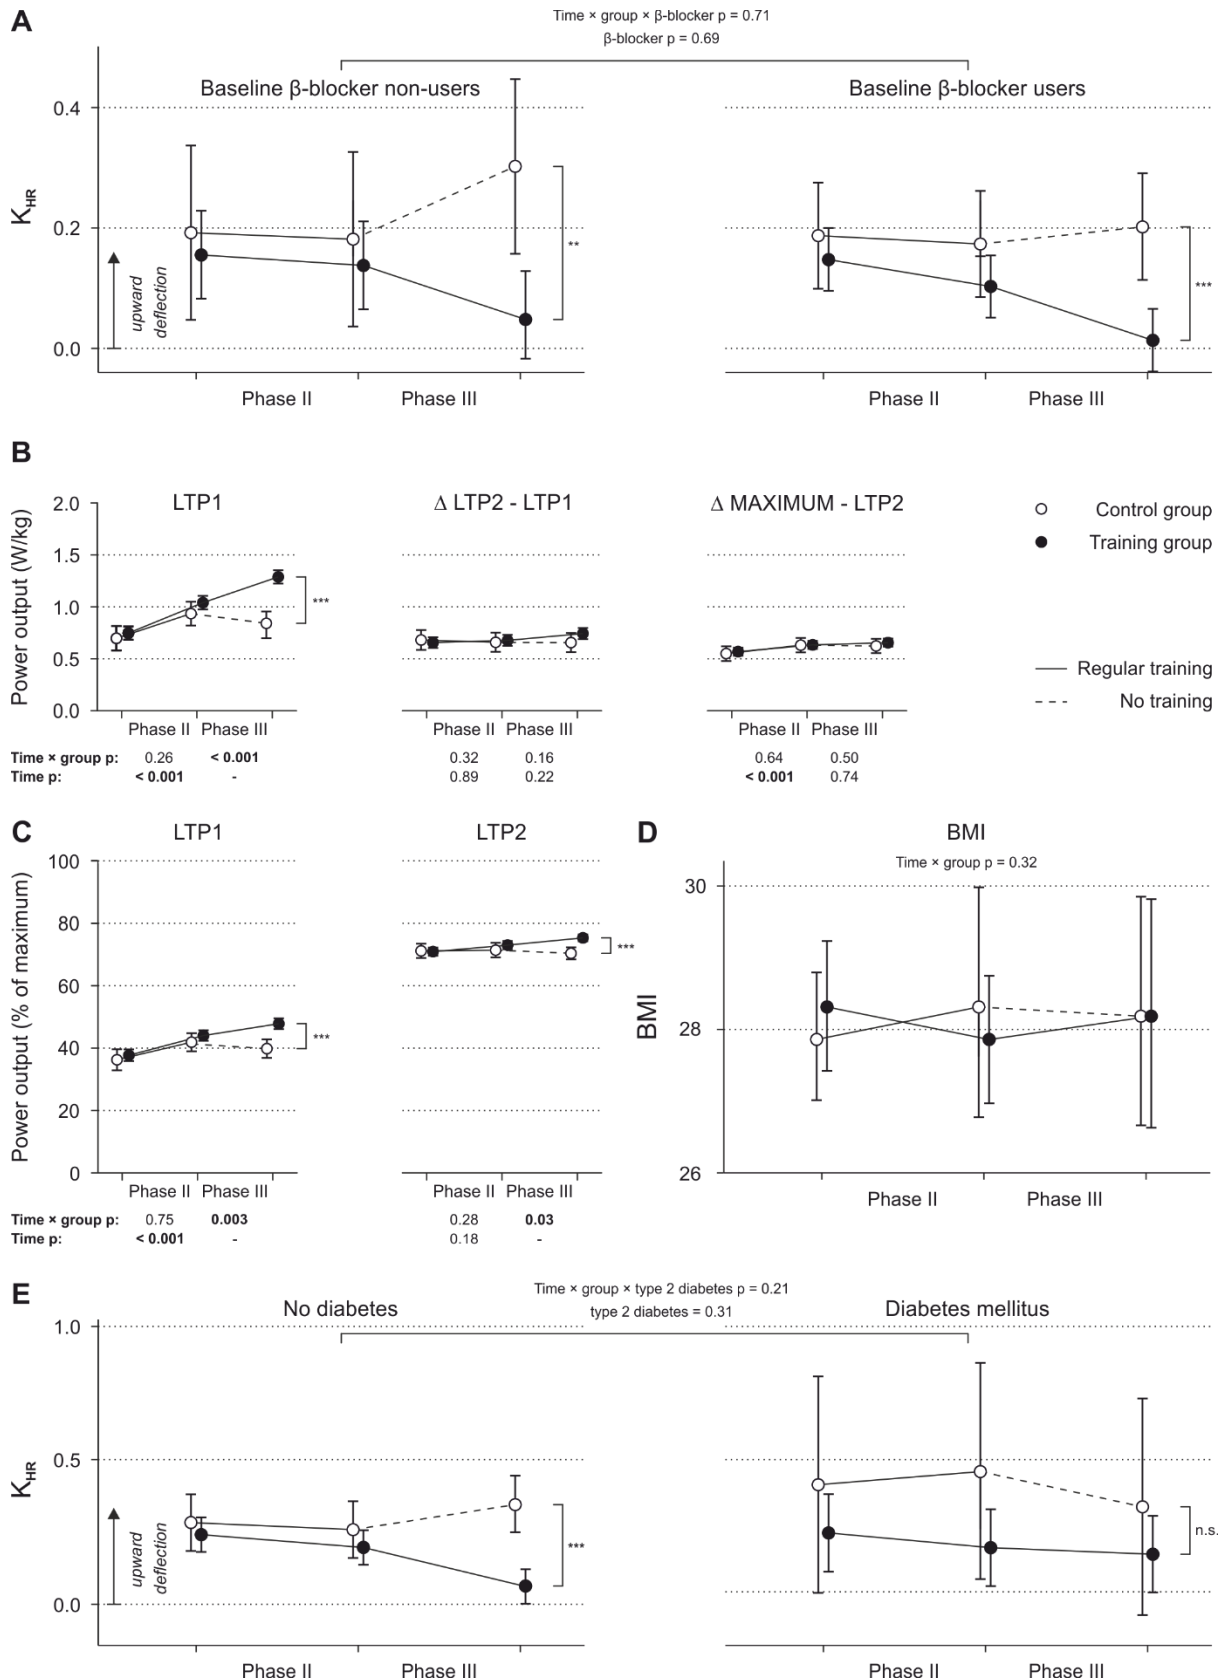 A
Time × group × β-blocker p = 0.71
β-blocker p = 0.69
Baseline β-blocker non-users
Baseline β-blocker users
K_HR
0.4
0.2
0.0
upward
deflection
**
***
Phase II
Phase III
Phase II
Phase III
B
LTP1
Δ LTP2 - LTP1
Δ MAXIMUM - LTP2
Power output (W/kg)
2.0
1.5
1.0
0.5
0.0
***
Control group
Training group
Regular training
No training
Phase II Phase III
Phase II Phase III
Phase II Phase III
Time × group p: 0.26 < 0.001 0.32 0.16 0.64 0.50
Time p: < 0.001 - 0.89 0.22 < 0.001 0.74
C
LTP1
LTP2
Power output (% of maximum)
100
80
60
40
20
0
***
***
Phase II Phase III
Phase II Phase III
Time × group p: 0.75 0.003 0.28 0.03
Time p: < 0.001 - 0.18 -
D
BMI
Time × group p = 0.32
BMI
30
28
26
Phase II
Phase III
E
Time × group × type 2 diabetes p = 0.21
type 2 diabetes = 0.31
No diabetes
Diabetes mellitus
K_HR
1.0
0.5
0.0
upward
deflection
***
n.s.
Phase II
Phase III
Phase II
Phase III